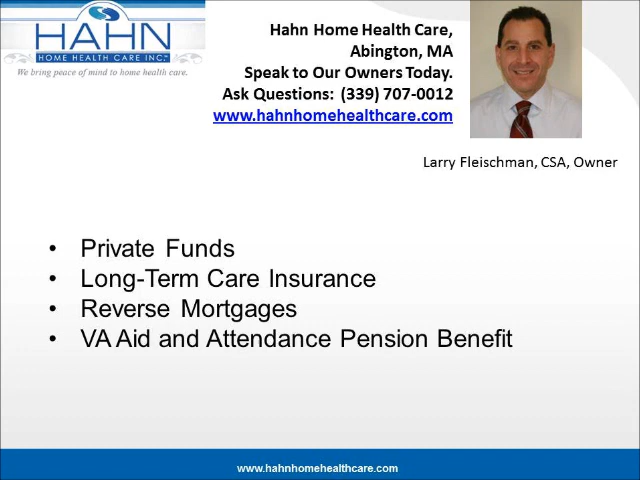 HAHN
HOME HEALTH CARE INC.™
We bring peace of mind to home health care.
Hahn Home Health Care,
Abington, MA
Speak to Our Owners Today.
Ask Questions: (339) 707-0012
www.hahnhomehealthcare.com
Larry Fleischman, CSA, Owner
• Private Funds
• Long-Term Care Insurance
• Reverse Mortgages
• VA Aid and Attendance Pension Benefit
www.hahnhomehealthcare.com